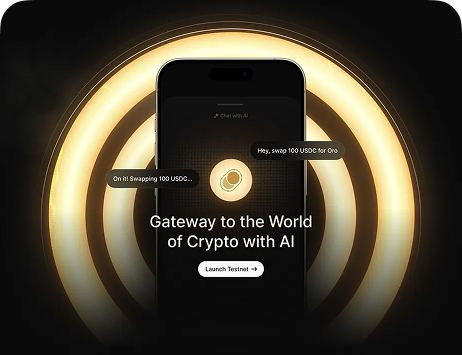 Chat with AI
Hey, swap 100 USDC for Oro
On it! Swapping 100 USDC...
Gateway to the World
of Crypto with AI
Launch Testnet →